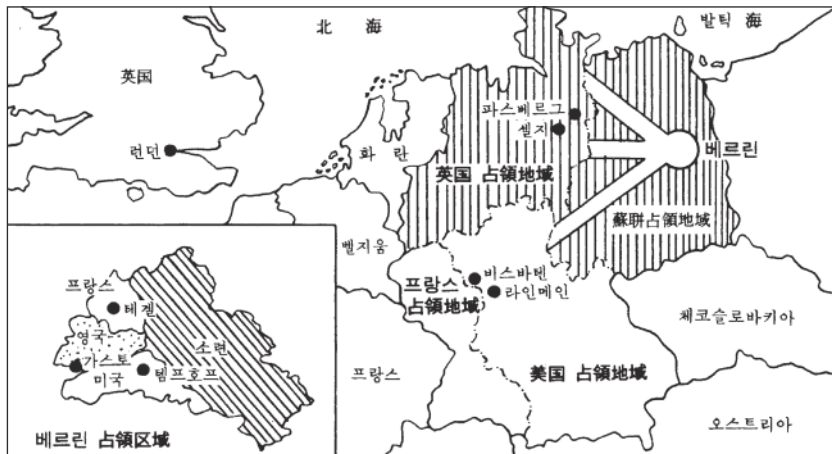 北 海
발틱 海
英国
파스베르그
셀지
런던
화 란
베르린
英国 占領地域
蘇聯占領地域
벨지움
프랑스
占領地域
비스바텐
라인메인
체코슬로바키아
프랑스
美国 占領地域
오스트리아
프랑스
테겔
영국
소련
가스토
미국
템프호프
베르린 占領区域